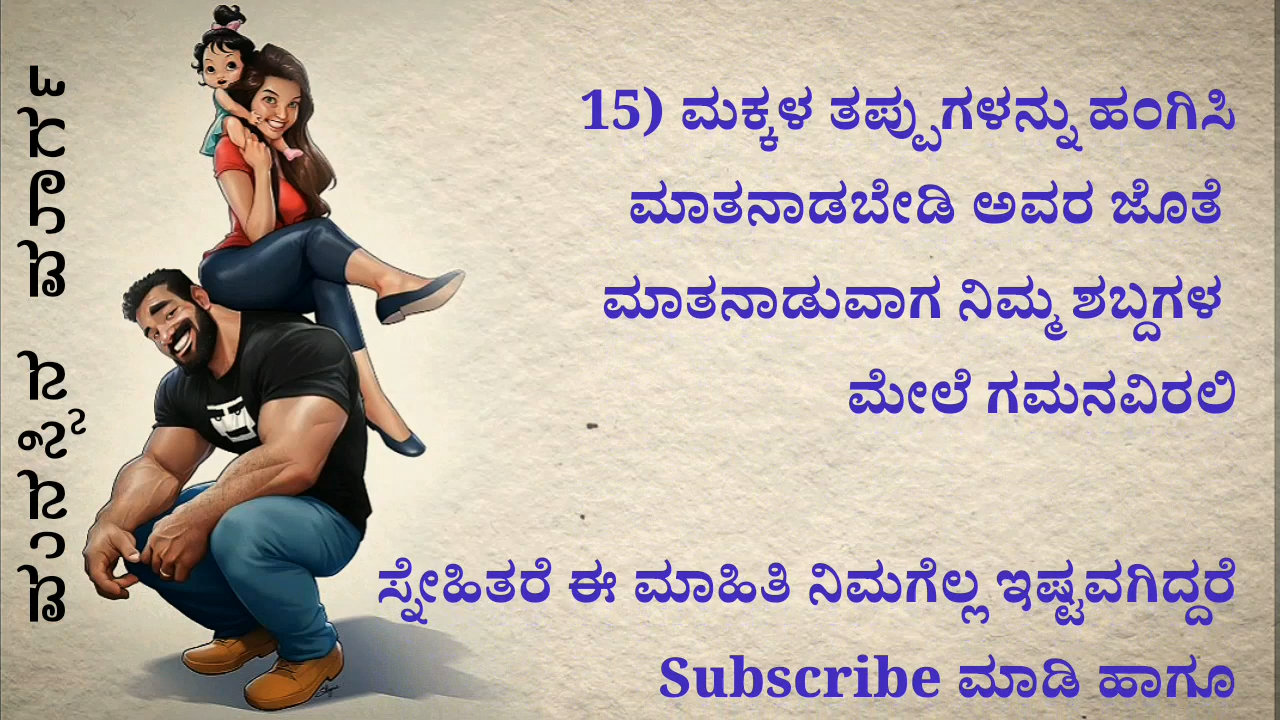 ಮನಸ್ಸಿನ ಮಾರ್ಗ
15) ಮಕ್ಕಳ ತಪ್ಪುಗಳನ್ನು ಹಂಗಿಸಿ
ಮಾತನಾಡಬೇಡಿ ಅವರ ಜೊತೆ
ಮಾತನಾಡುವಾಗ ನಿಮ್ಮ ಶಬ್ದಗಳ
ಮೇಲೆ ಗಮನವಿರಲಿ
ಸ್ನೇಹಿತರೆ ಈ ಮಾಹಿತಿ ನಿಮಗೆಲ್ಲ ಇಷ್ಟವಗಿದ್ದರೆ
Subscribe ಮಾಡಿ ಹಾಗೂ